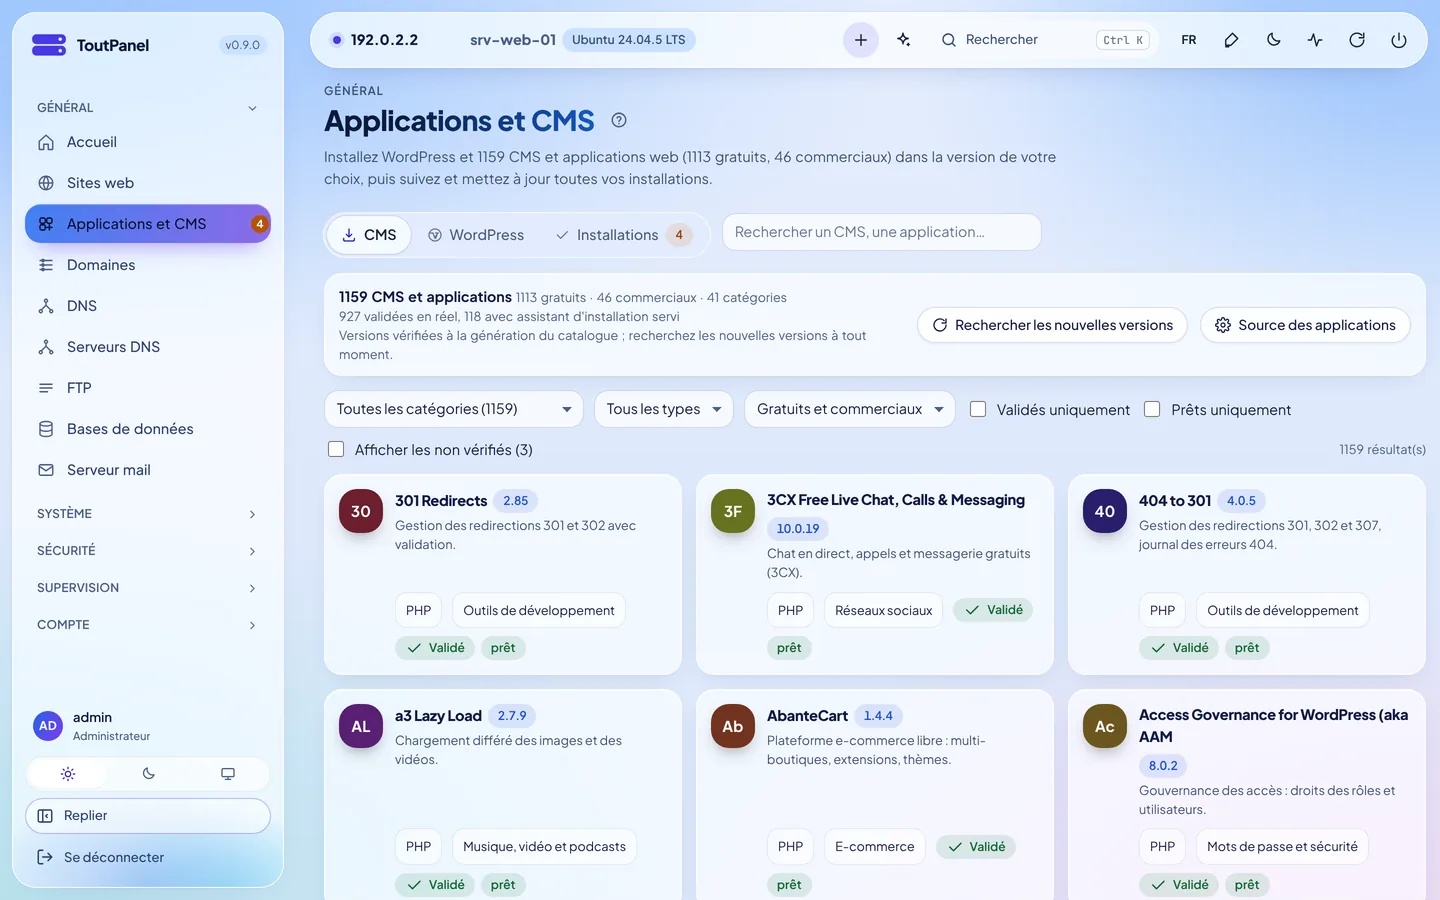 ToutPanel
v0.9.0
GÉNÉRAL
Accueil
Sites web
Applications et CMS
4
Domaines
DNS
Serveurs DNS
FTP
Bases de données
Serveur mail
SYSTÈME
SÉCURITÉ
SUPERVISION
COMPTE
AD
admin
Administrateur
Replier
Se déconnecter
192.0.2.2
srv-web-01
Ubuntu 24.04.5 LTS
Rechercher
Ctrl K
FR
GÉNÉRAL
Applications et CMS
Installez WordPress et 1159 CMS et applications web (1113 gratuits, 46 commerciaux) dans la version de votre
choix, puis suivez et mettez à jour toutes vos installations.
CMS
WordPress
Installations
4
Rechercher un CMS, une application...
1159 CMS et applications 1113 gratuits · 46 commerciaux · 41 catégories
927 validées en réel, 118 avec assistant d'installation servi
Versions vérifiées à la génération du catalogue ; recherchez les nouvelles versions à tout
moment.
Rechercher les nouvelles versions
Source des applications
Toutes les catégories (1159)
Tous les types
Gratuits et commerciaux
Validés uniquement
Prêts uniquement
Afficher les non vérifiés (3)
1159 résultat(s)
30
301 Redirects
2.85
Gestion des redirections 301 et 302 avec
validation.
PHP
Outils de développement
Validé
prêt
3F
3CX Free Live Chat, Calls & Messaging
10.0.19
Chat en direct, appels et messagerie gratuits
(3CX).
PHP
Réseaux sociaux
Validé
prêt
40
404 to 301
4.0.5
Gestion des redirections 301, 302 et 307,
journal des erreurs 404.
PHP
Outils de développement
Validé
prêt
AL
a3 Lazy Load
2.7.9
Chargement différé des images et des
vidéos.
PHP
Musique, vidéo et podcasts
Validé
prêt
Ab
AbanteCart
1.4.4
Plateforme e-commerce libre : multi-
boutiques, extensions, thèmes.
PHP
E-commerce
Validé
prêt
Ac
Access Governance for WordPress (aka
AAM
8.0.2
Gouvernance des accès : droits des rôles et
utilisateurs.
PHP
Mots de passe et sécurité
Validé
prêt